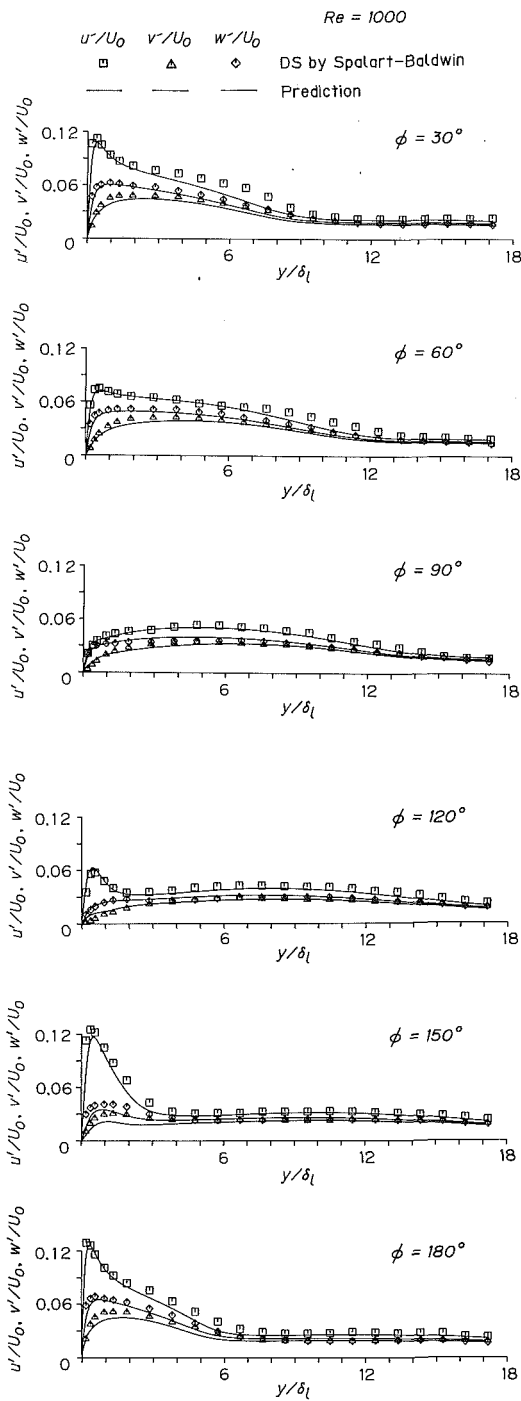 Re = 1000
u'/U₀ v'/U₀ w'/U₀
DS by Spalart-Baldwin
Prediction
u'/U₀, v'/U₀, w'/U₀
0.12
0.06
0
ϕ = 30°
6 12 18
y/δₗ
u'/U₀, v'/U₀, w'/U₀
0.12
0.06
0
ϕ = 60°
6 12 18
y/δₗ
u'/U₀, v'/U₀, w'/U₀
0.12
0.06
0
ϕ = 90°
6 12 18
y/δₗ
u'/U₀, v'/U₀, w'/U₀
0.12
0.06
0
ϕ = 120°
6 12 18
y/δₗ
u'/U₀, v'/U₀, w'/U₀
0.12
0.06
0
ϕ = 150°
6 12 18
y/δₗ
u'/U₀, v'/U₀, w'/U₀
0.12
0.06
0
ϕ = 180°
6 12 18
y/δₗ